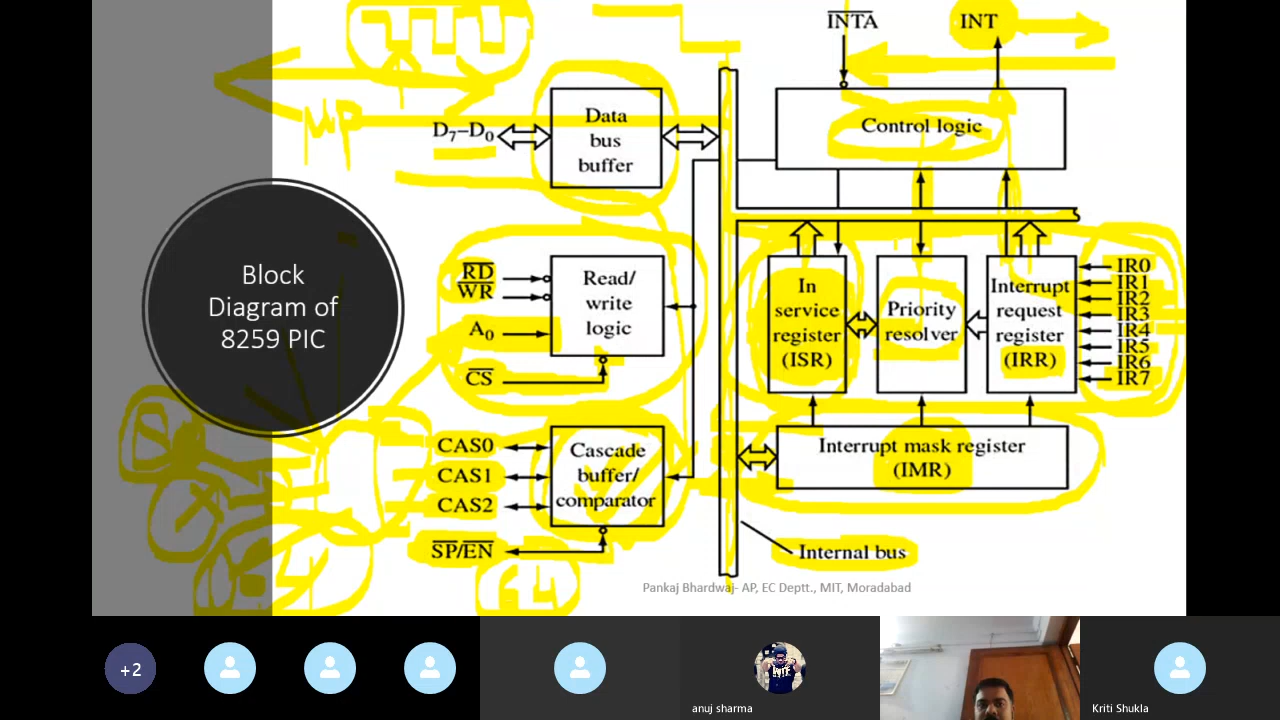 Block
Diagram of
8259 PIC
INTA
INT
Control logic
D7–D0
Data
bus
buffer
MP
RD
WR
A0
CS
Read/
write
logic
In
service
register
(ISR)
Priority
resolver
Interrupt
request
register
(IRR)
IR0
IR1
IR2
IR3
IR4
IR5
IR6
IR7
CAS0
CAS1
CAS2
SP/EN
Cascade
buffer/
comparator
Interrupt mask register
(IMR)
Internal bus
64
Pankaj Bhardwaj- AP, EC Deptt., MIT, Moradabad
+2
anuj sharma
Kriti Shukla